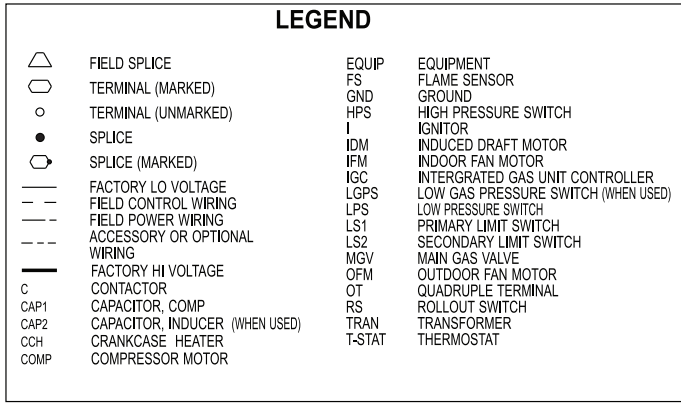 LEGEND
FIELD SPLICE
TERMINAL (MARKED)
TERMINAL (UNMARKED)
SPLICE
SPLICE (MARKED)
FACTORY LO VOLTAGE
FIELD CONTROL WIRING
FIELD POWER WIRING
ACCESSORY OR OPTIONAL
WIRING
FACTORY HI VOLTAGE
C CONTACTOR
CAP1 CAPACITOR, COMP
CAP2 CAPACITOR, INDUCER (WHEN USED)
CCH CRANKCASE HEATER
COMP COMPRESSOR MOTOR
EQUIP EQUIPMENT
FS FLAME SENSOR
GND GROUND
HPS HIGH PRESSURE SWITCH
I IGNITOR
IDM INDUCED DRAFT MOTOR
IFM INDOOR FAN MOTOR
IGC INTERGRATED GAS UNIT CONTROLLER
LGPS LOW GAS PRESSURE SWITCH (WHEN USED)
LPS LOW PRESSURE SWITCH
LS1 PRIMARY LIMIT SWITCH
LS2 SECONDARY LIMIT SWITCH
MGV MAIN GAS VALVE
OFM OUTDOOR FAN MOTOR
OT QUADRUPLE TERMINAL
RS ROLLOUT SWITCH
TRAN TRANSFORMER
T-STAT THERMOSTAT